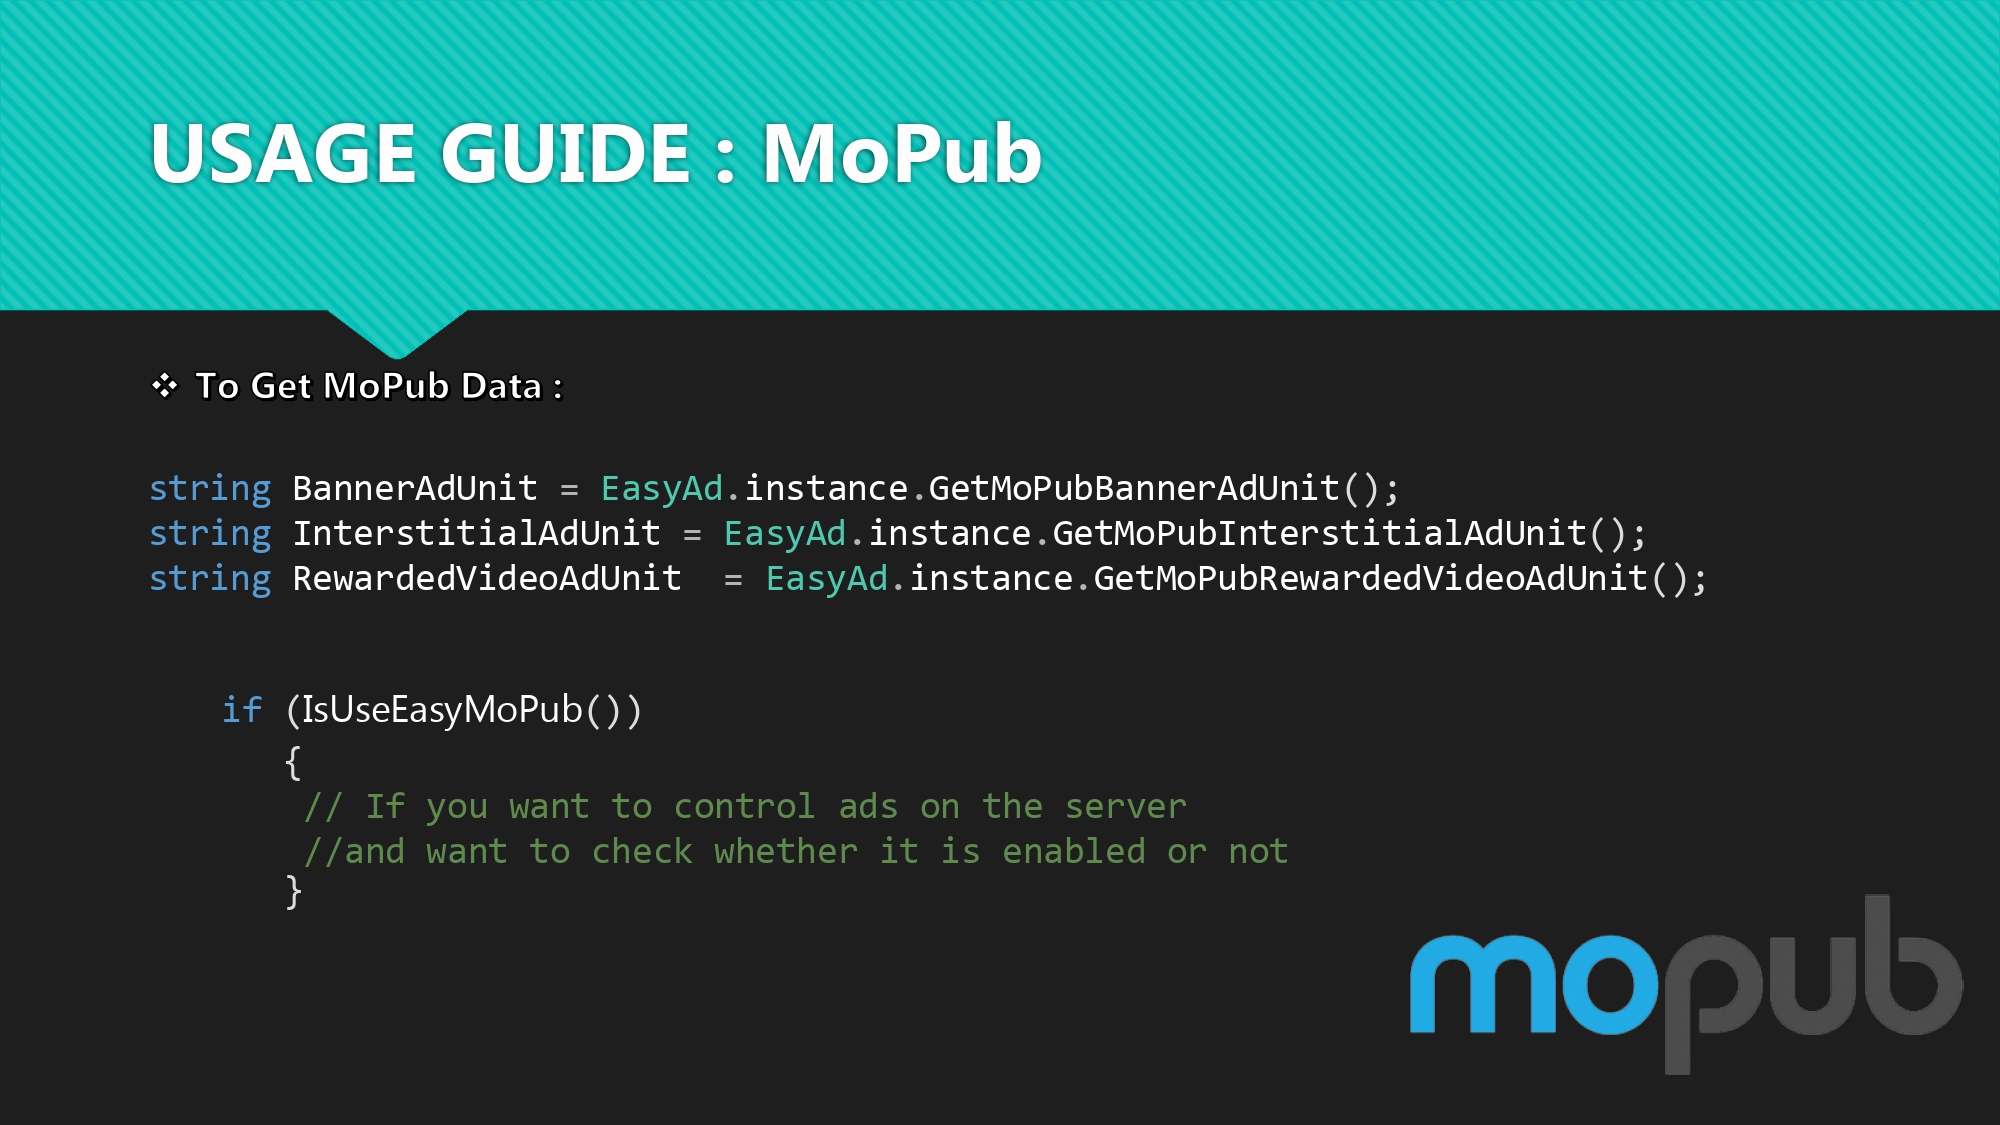 USAGE GUIDE : MoPub
❖ To Get MoPub Data :
string BannerAdUnit = EasyAd.instance.GetMoPubBannerAdUnit();
string InterstitialAdUnit = EasyAd.instance.GetMoPubInterstitialAdUnit();
string RewardedVideoAdUnit  = EasyAd.instance.GetMoPubRewardedVideoAdUnit();
if (IsUseEasyMoPub())
{
// If you want to control ads on the server
//and want to check whether it is enabled or not
}
mopub